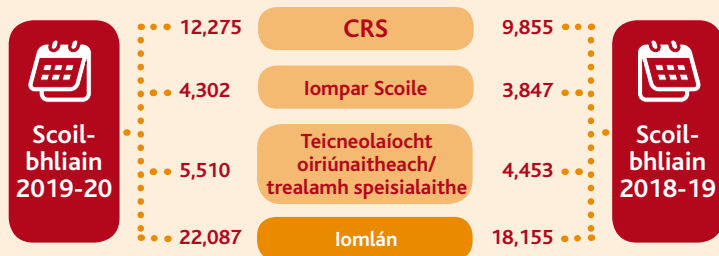 12,275 CRS 9,855
4,302 Iompar Scoile 3,847
Scoil-
bhliain
2019-20
5,510
Teicneolaíocht
oiriúnaitheach/
trealamh speisialaithe
4,453
Scoil-
bhliain
2018-19
22,087 Iomlán 18,155